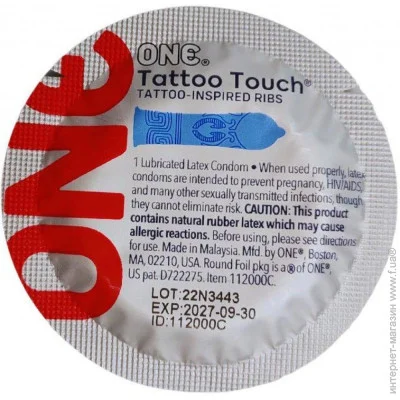 ONE
ONE®
Tattoo Touch®
TATTOO-INSPIRED RIBS
1 Lubricated Latex Condom • When used properly, latex
condoms are intended to prevent pregnancy, HIV/AIDS,
and many other sexually transmitted infections, though
they cannot eliminate risk. CAUTION: This product
contains natural rubber latex which may cause
allergic reactions. Before using, please see directions
for use. Made in Malaysia. Mfd. by ONE®, Boston,
MA, 02210, USA. Round Foil pkg is a ® of ONE®.
US pat. D722275. Item 112000C.
LOT:22N3443
EXP:2027-09-30
ID:112000C
интернет-магазин www.f.ua®